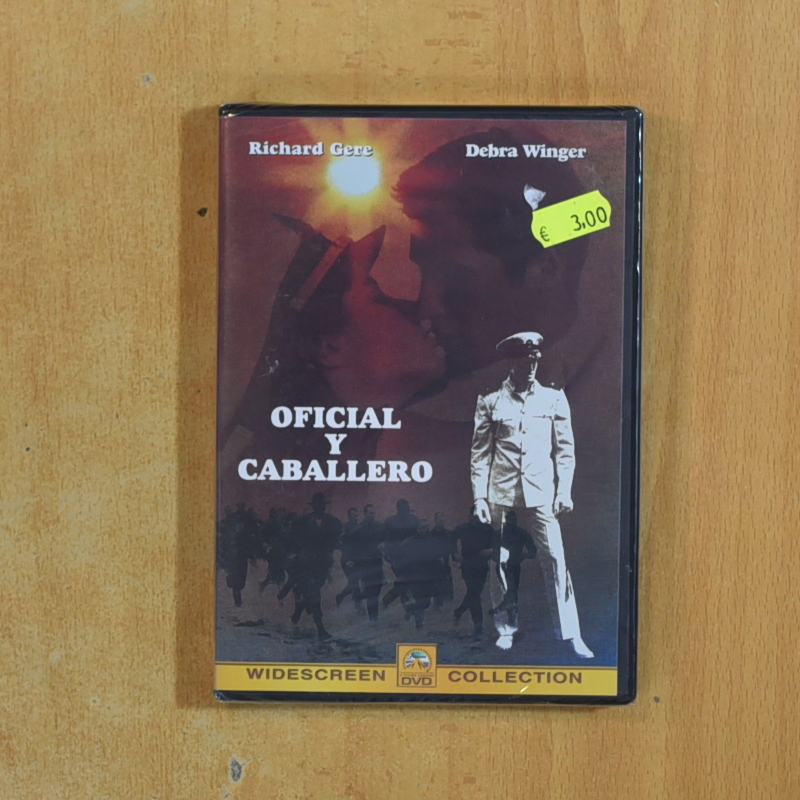 Richard Gere
Debra Winger
€ 3,00
OFICIAL
Y
CABALLERO
WIDESCREEN
DVD
COLLECTION